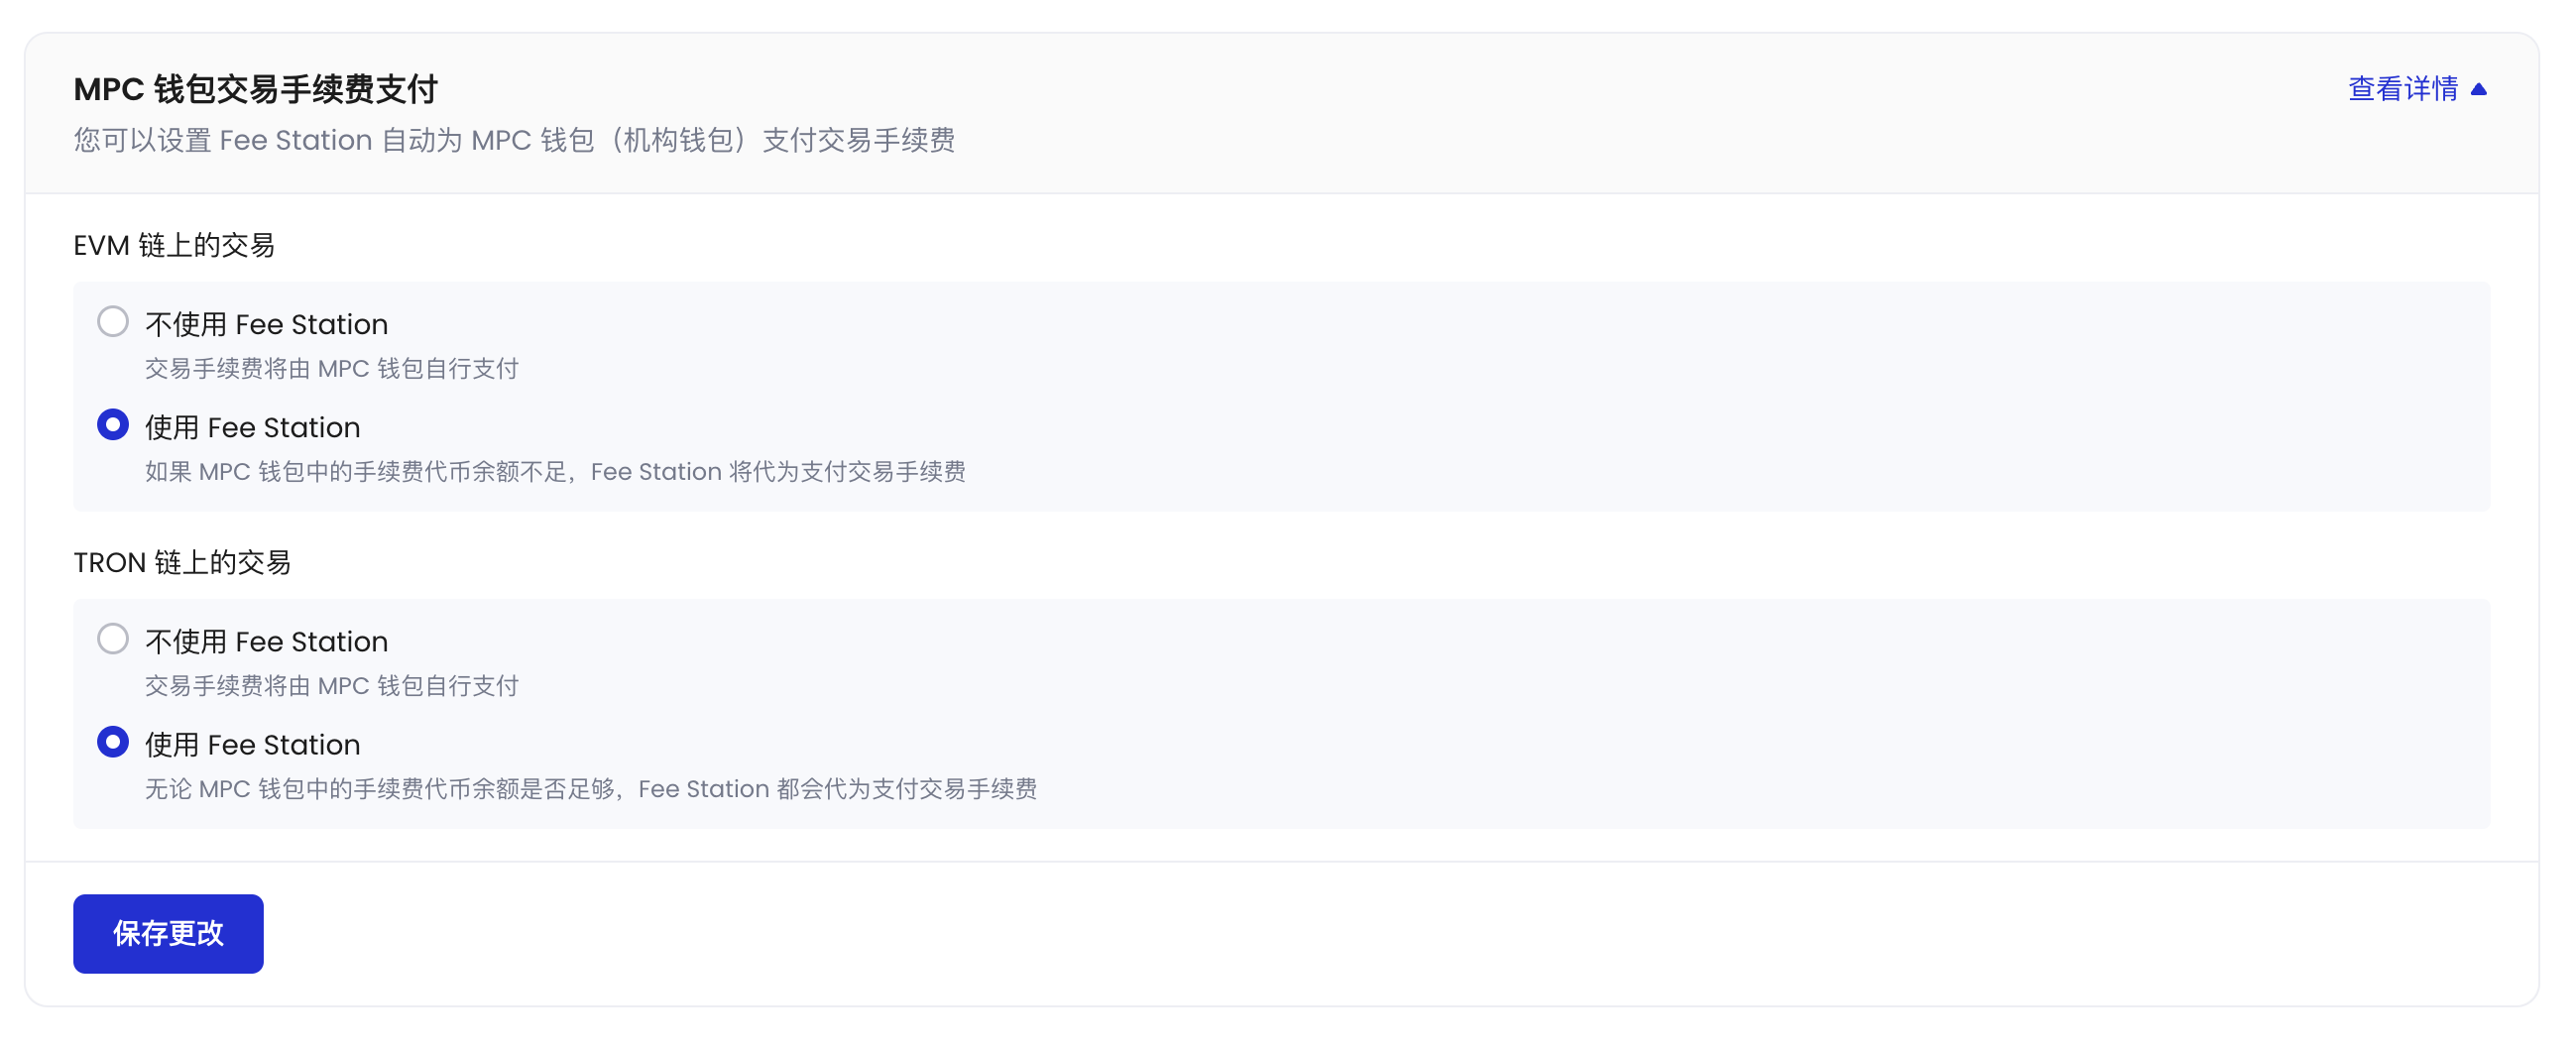 MPC 钱包交易手续费支付
查看详情
您可以设置 Fee Station 自动为 MPC 钱包（机构钱包）支付交易手续费
EVM 链上的交易
不使用 Fee Station
交易手续费将由 MPC 钱包自行支付
使用 Fee Station
如果 MPC 钱包中的手续费代币余额不足，Fee Station 将代为支付交易手续费
TRON 链上的交易
不使用 Fee Station
交易手续费将由 MPC 钱包自行支付
使用 Fee Station
无论 MPC 钱包中的手续费代币余额是否足够，Fee Station 都会代为支付交易手续费
保存更改